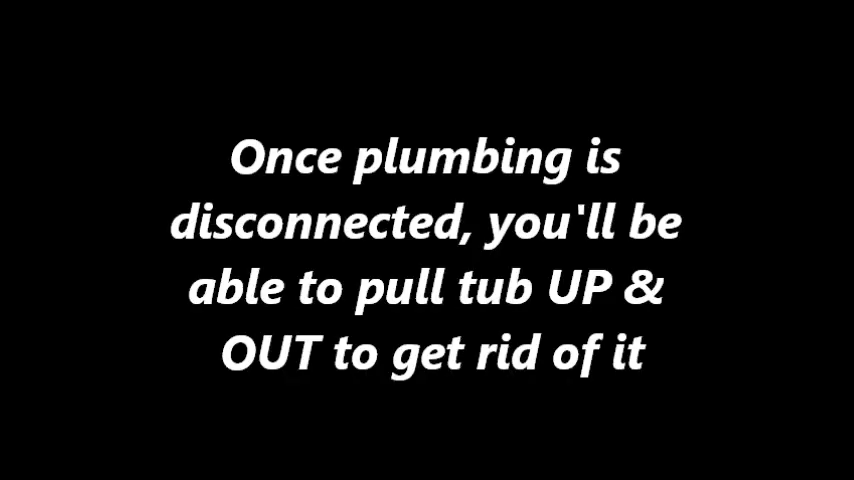 Once plumbing is
disconnected, you'll be
able to pull tub UP &
OUT to get rid of it